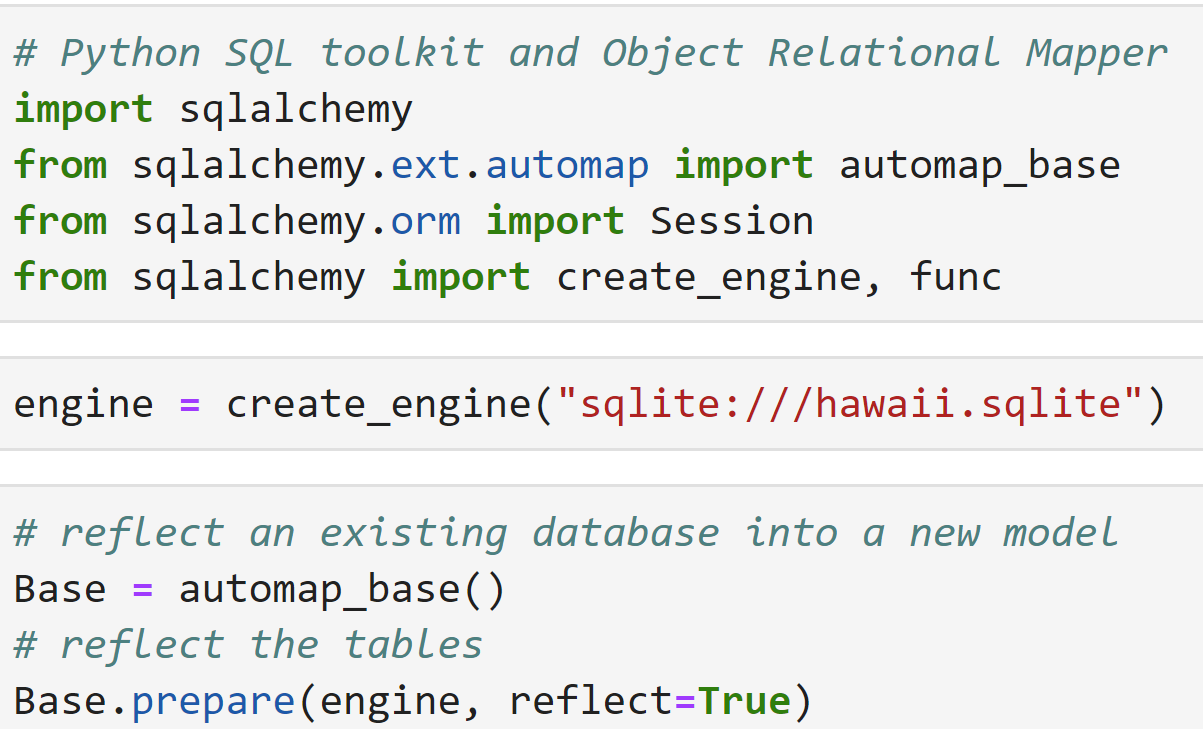 # Python SQL toolkit and Object Relational Mapper
import sqlalchemy
from sqlalchemy.ext.automap import automap_base
from sqlalchemy.orm import Session
from sqlalchemy import create_engine, func
engine = create_engine("sqlite:///hawaii.sqlite")
# reflect an existing database into a new model
Base = automap_base()
# reflect the tables
Base.prepare(engine, reflect=True)